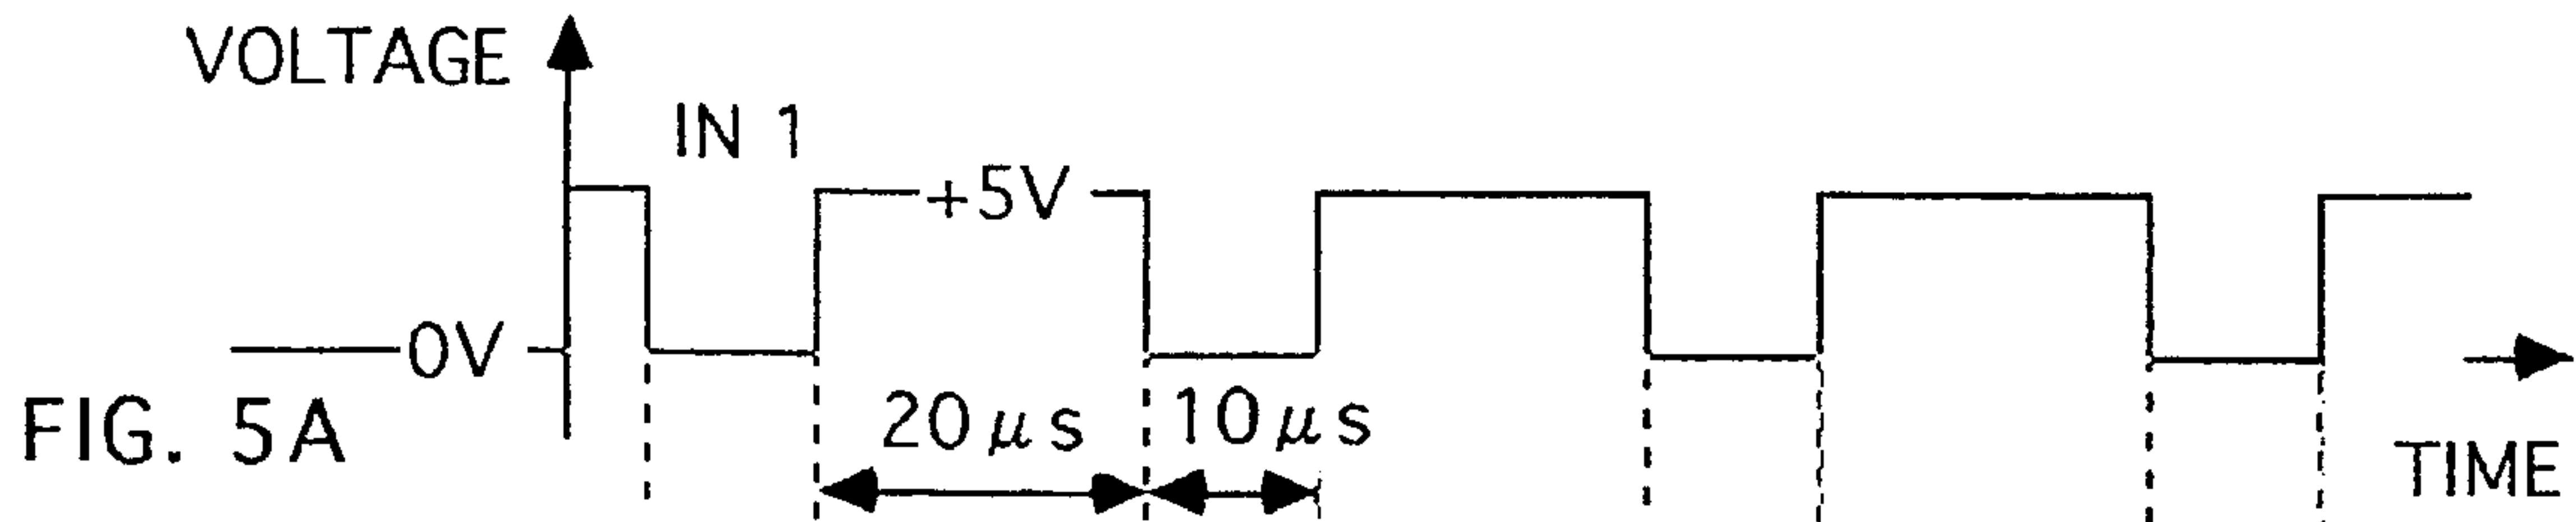 VOLTAGE
IN 1
+5V
0V
FIG. 5A
20μs
10μs
TIME